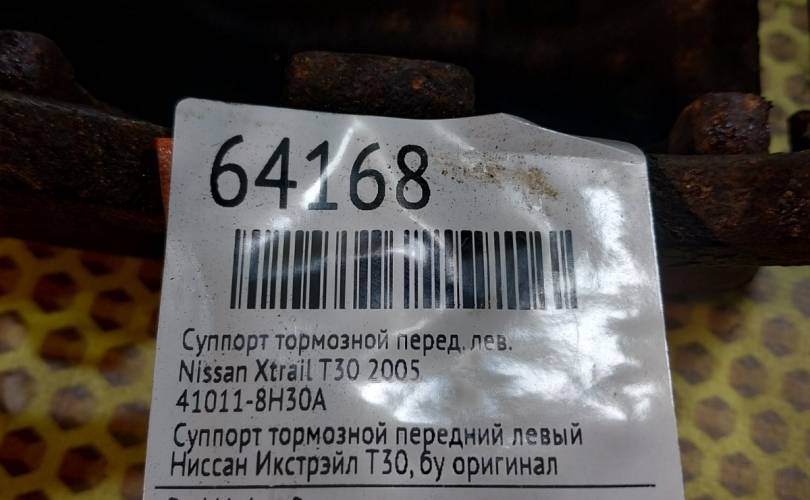 64168
Суппорт тормозной перед. лев.
Nissan Xtrail T30 2005
41011-8H30A
Суппорт тормозной передний левый
Ниссан Икстрэйл Т30, бу оригинал